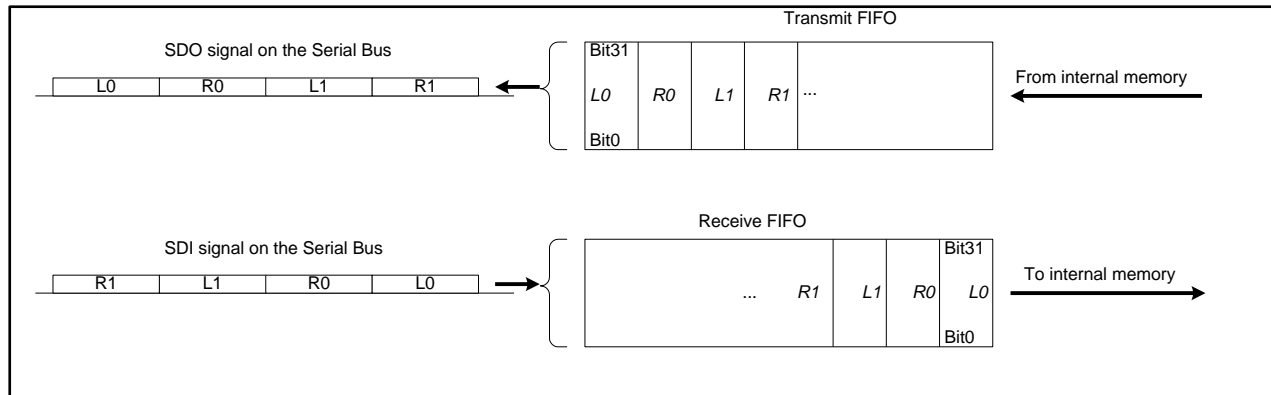 Transmit FIFO
SDO signal on the Serial Bus
L0 R0 L1 R1
Bit31
L0 R0 L1 R1 ...
Bit0
From internal memory
Receive FIFO
SDI signal on the Serial Bus
R1 L1 R0 L0
Bit31
... R1 L1 R0 L0
Bit0
To internal memory